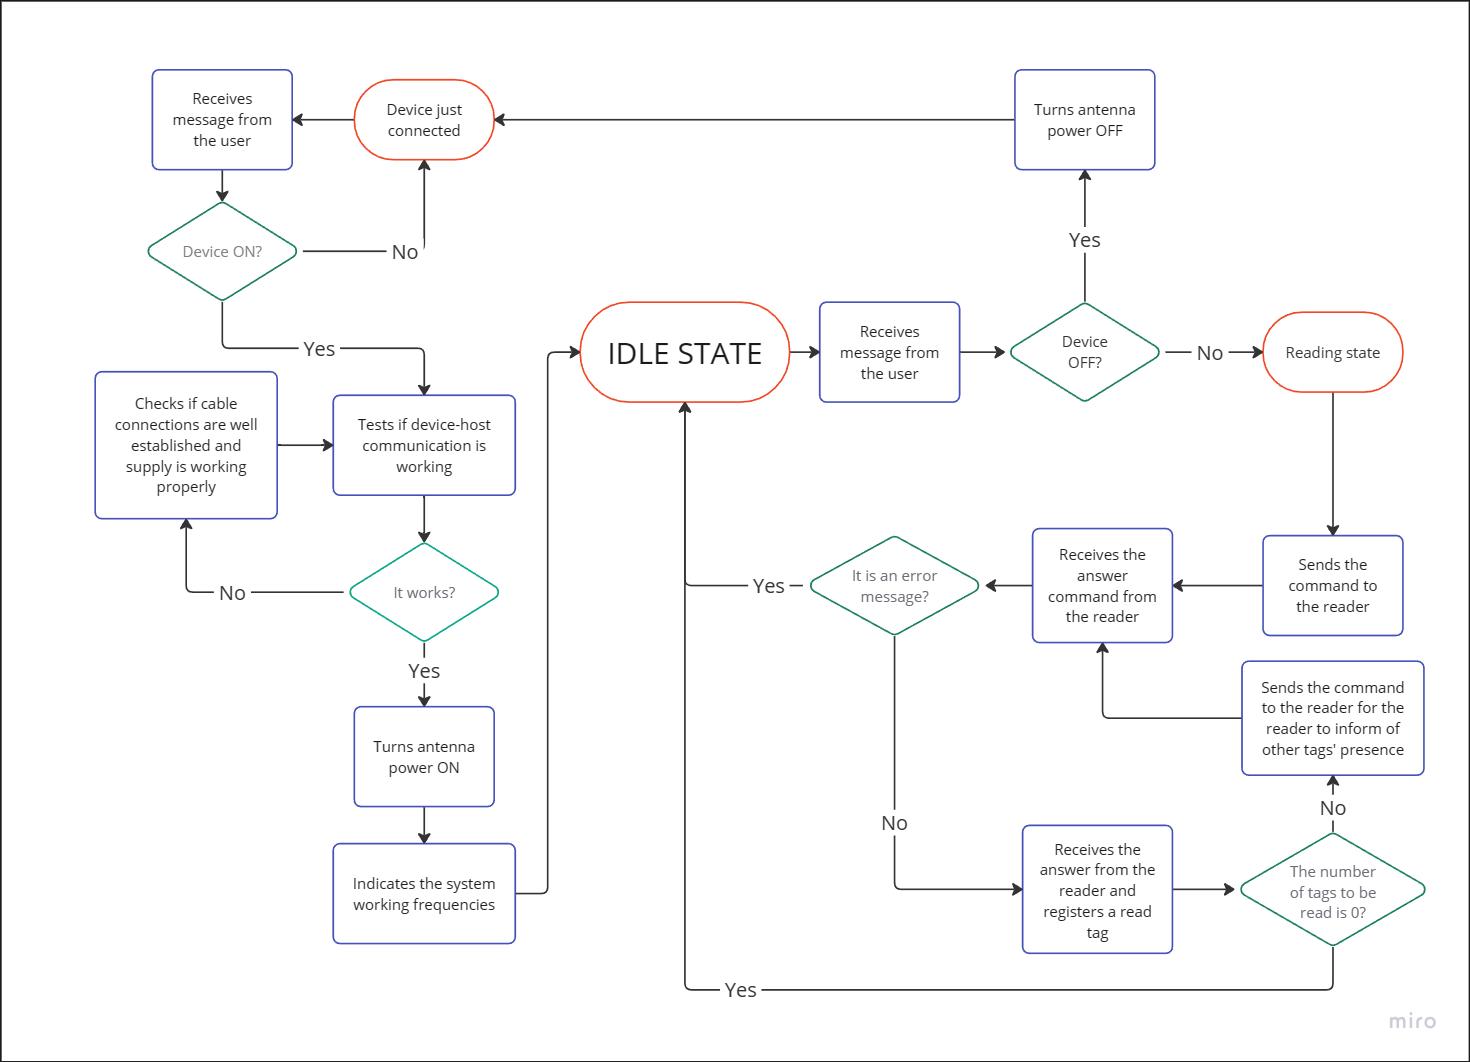 Receives
message from
the user
Device just
connected
Turns antenna
power OFF
Device ON?
No
Yes
Yes
IDLE STATE
Receives
message from
the user
Device
OFF?
No
Reading state
Checks if cable
connections are well
established and
supply is working
properly
Tests if device-host
communication is
working
It works?
No
Yes
Turns antenna
power ON
Indicates the system
working frequencies
Sends the
command to
the reader
Receives the
answer
command from
the reader
It is an error
message?
Yes
No
Sends the command
to the reader for the
reader to inform of
other tags' presence
No
Receives the
answer from the
reader and
registers a read
tag
The number
of tags to be
read is 0?
Yes
miro